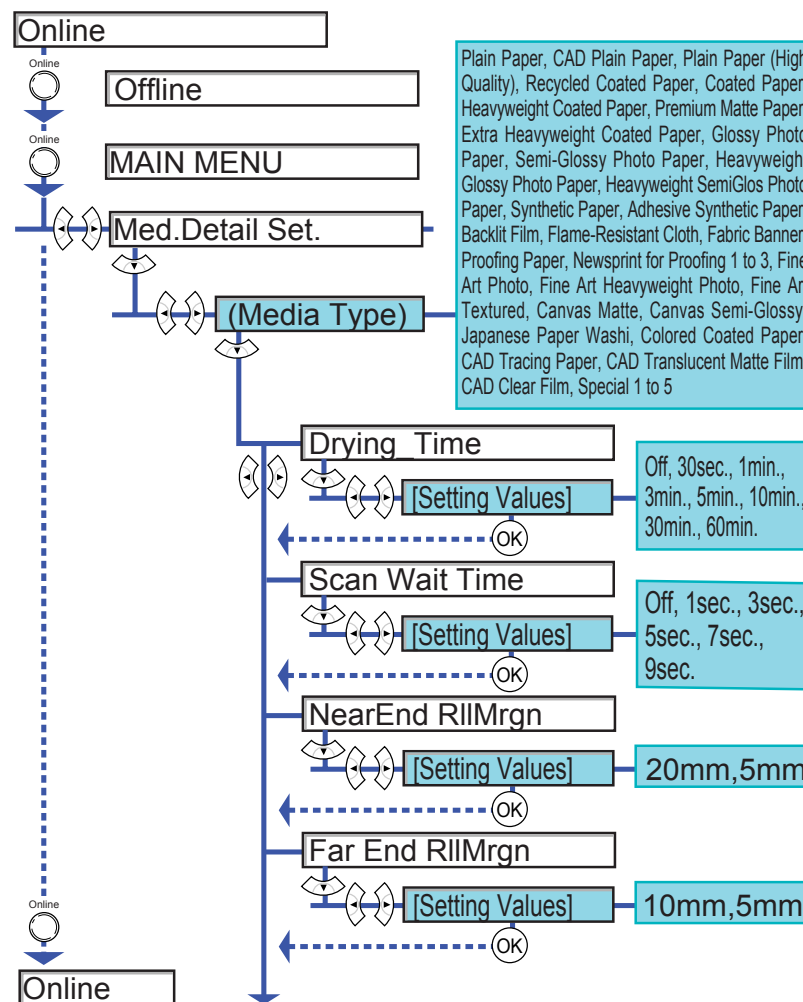 Online
Online
Offline
Online
MAIN MENU
Med.Detail Set.
(Media Type)
Plain Paper, CAD Plain Paper, Plain Paper (High
Quality), Recycled Coated Paper, Coated Paper
Heavyweight Coated Paper, Premium Matte Paper
Extra Heavyweight Coated Paper, Glossy Photo
Paper, Semi-Glossy Photo Paper, Heavyweigh
Glossy Photo Paper, Heavyweight SemiGlos Photo
Paper, Synthetic Paper, Adhesive Synthetic Paper
Backlit Film, Flame-Resistant Cloth, Fabric Banner
Proofing Paper, Newsprint for Proofing 1 to 3, Fine
Art Photo, Fine Art Heavyweight Photo, Fine Ar
Textured, Canvas Matte, Canvas Semi-Glossy
Japanese Paper Washi, Colored Coated Paper
CAD Tracing Paper, CAD Translucent Matte Film
CAD Clear Film, Special 1 to 5
Drying_Time
[Setting Values]
OK
Off, 30sec., 1min.,
3min., 5min., 10min.,
30min., 60min.
Scan Wait Time
[Setting Values]
OK
Off, 1sec., 3sec.,
5sec., 7sec.,
9sec.
NearEnd RllMrgn
[Setting Values]
OK
20mm,5mm
Far End RllMrgn
[Setting Values]
OK
10mm,5mm
Online
Online